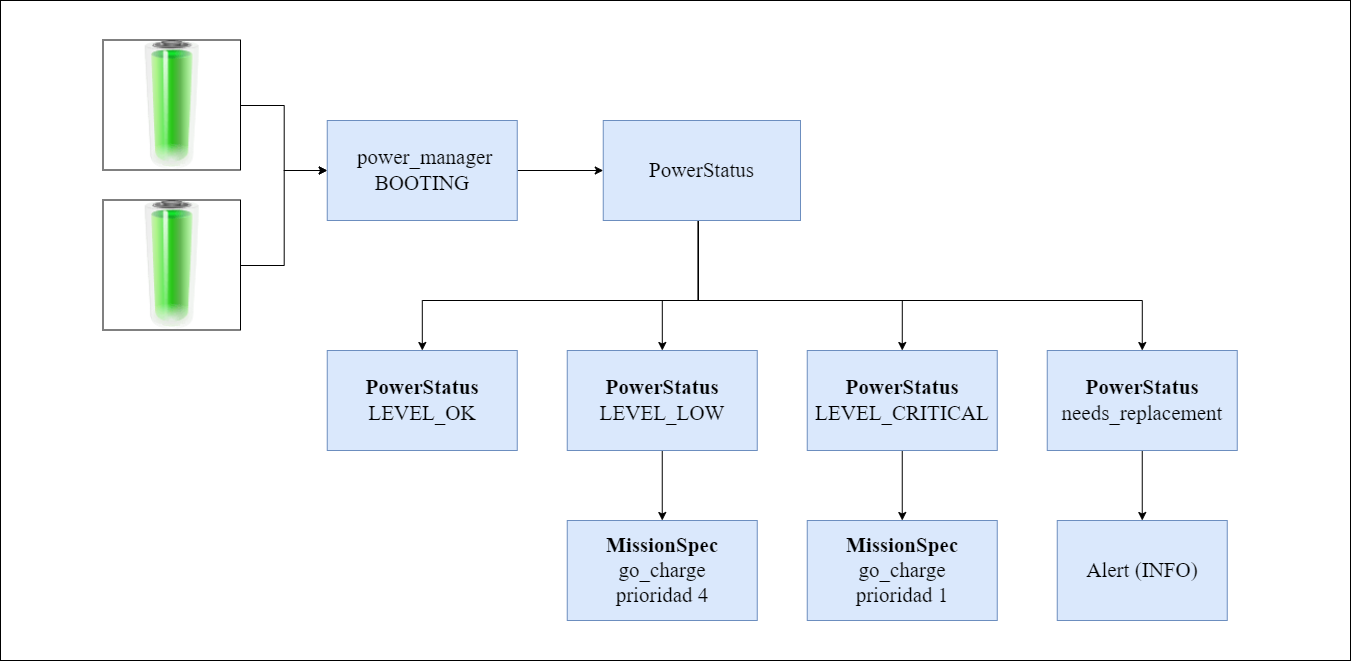 power_manager
BOOTING
PowerStatus
PowerStatus
LEVEL_OK
PowerStatus
LEVEL_LOW
PowerStatus
LEVEL_CRITICAL
PowerStatus
needs_replacement
MissionSpec
go_charge
prioridad 4
MissionSpec
go_charge
prioridad 1
Alert (INFO)